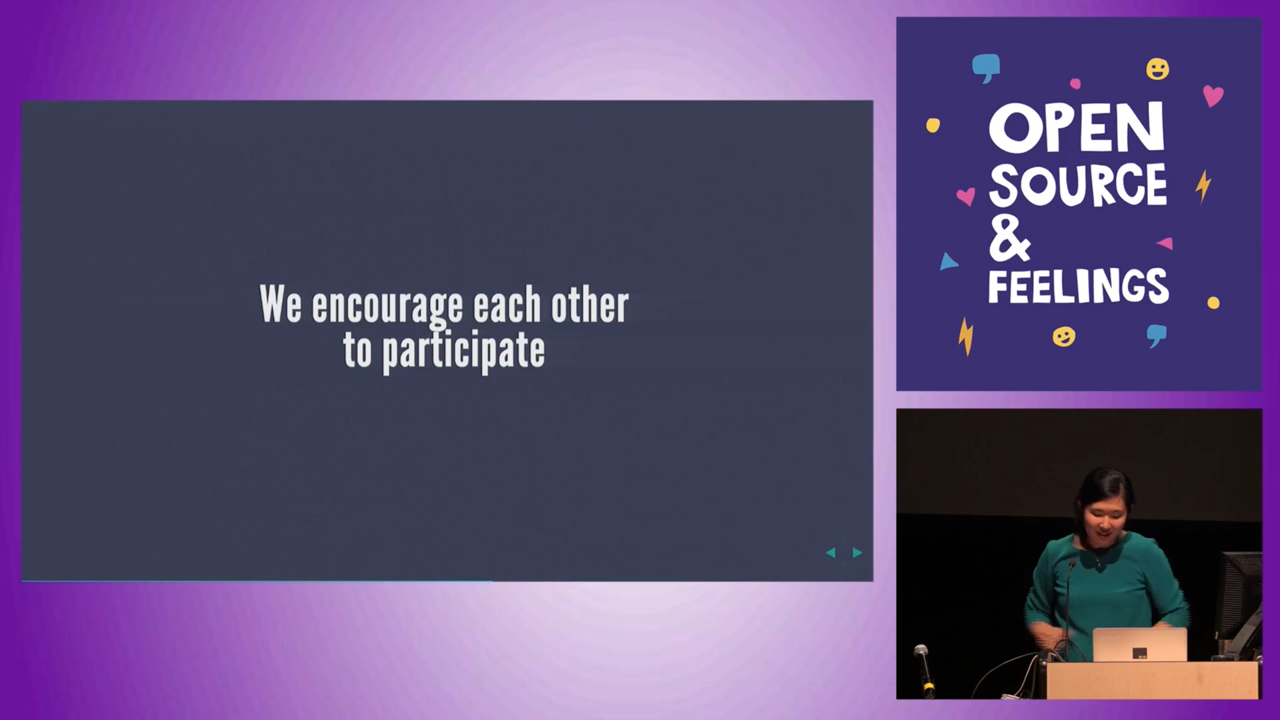 We encourage each other
to participate
OPEN
SOURCE
&
FEELINGS